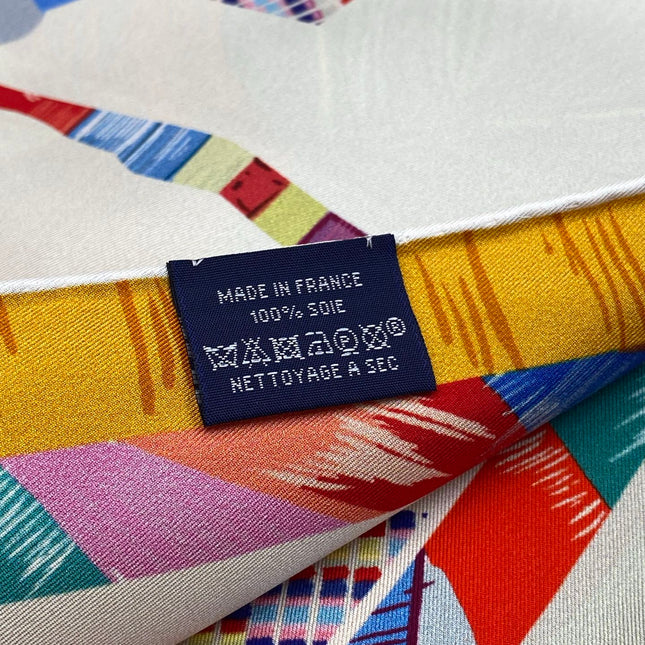 MADE IN FRANCE
100% SOIE
P ®
NETTOYAGE A SEC